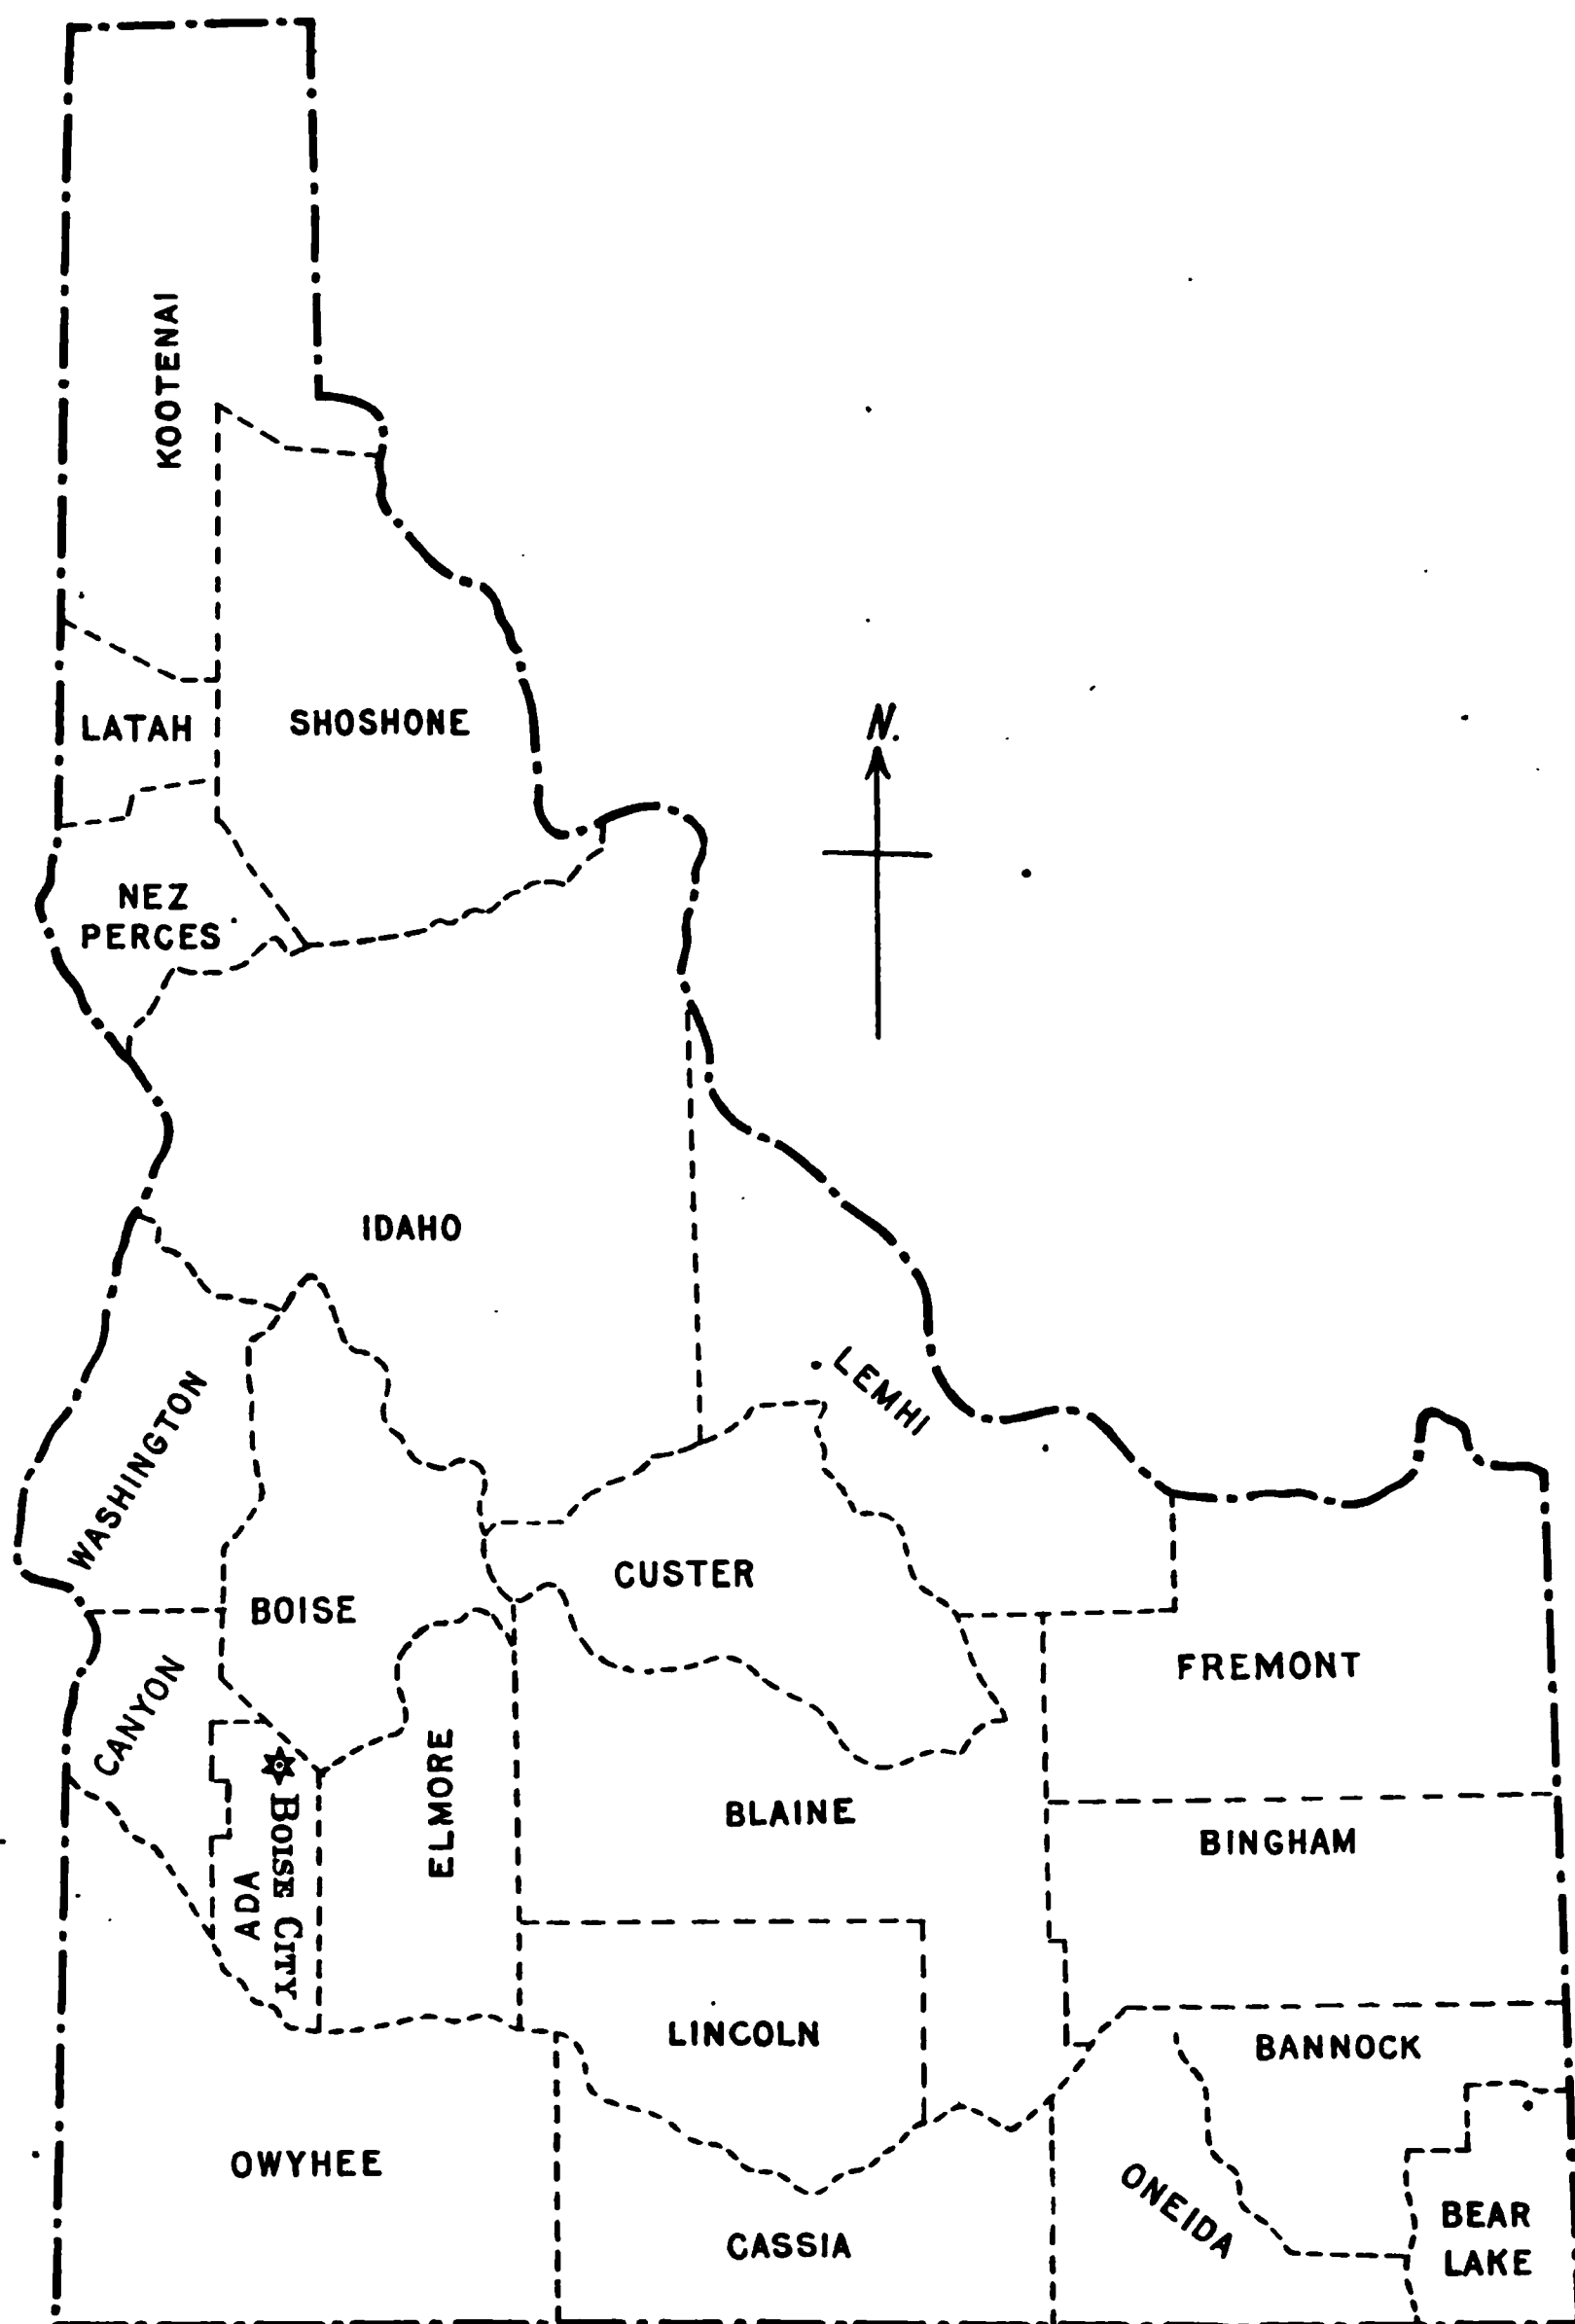 KOOTENAI
LATAH
SHOSHONE
N.
NEZ
PERCES
IDAHO
LEMHI
WASHINGTON
CUSTER
BOISE
FREMONT
CANYON
ELMORE
BLAINE
BINGHAM
ADA
BOISE CITY
LINCOLN
BANNOCK
OWYHEE
ONEIDA
BEAR
LAKE
CASSIA